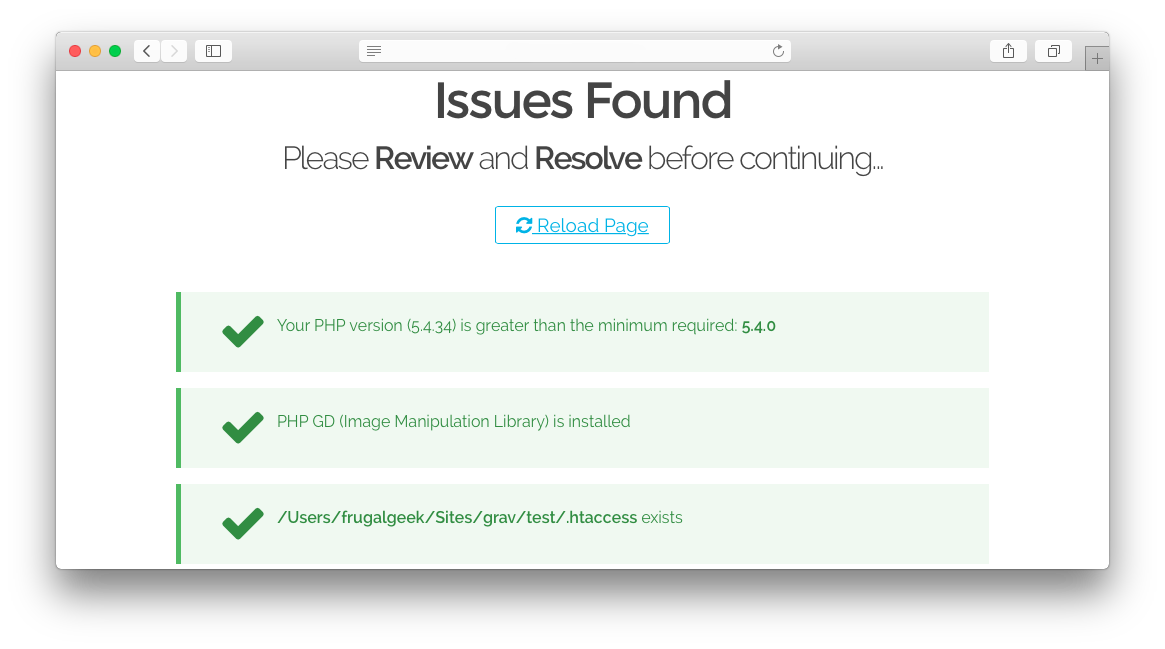 Issues Found
Please Review and Resolve before continuing...
Reload Page
Your PHP version (5.4.34) is greater than the minimum required: 5.4.0
PHP GD (Image Manipulation Library) is installed
/Users/frugalgeek/Sites/grav/test/.htaccess exists